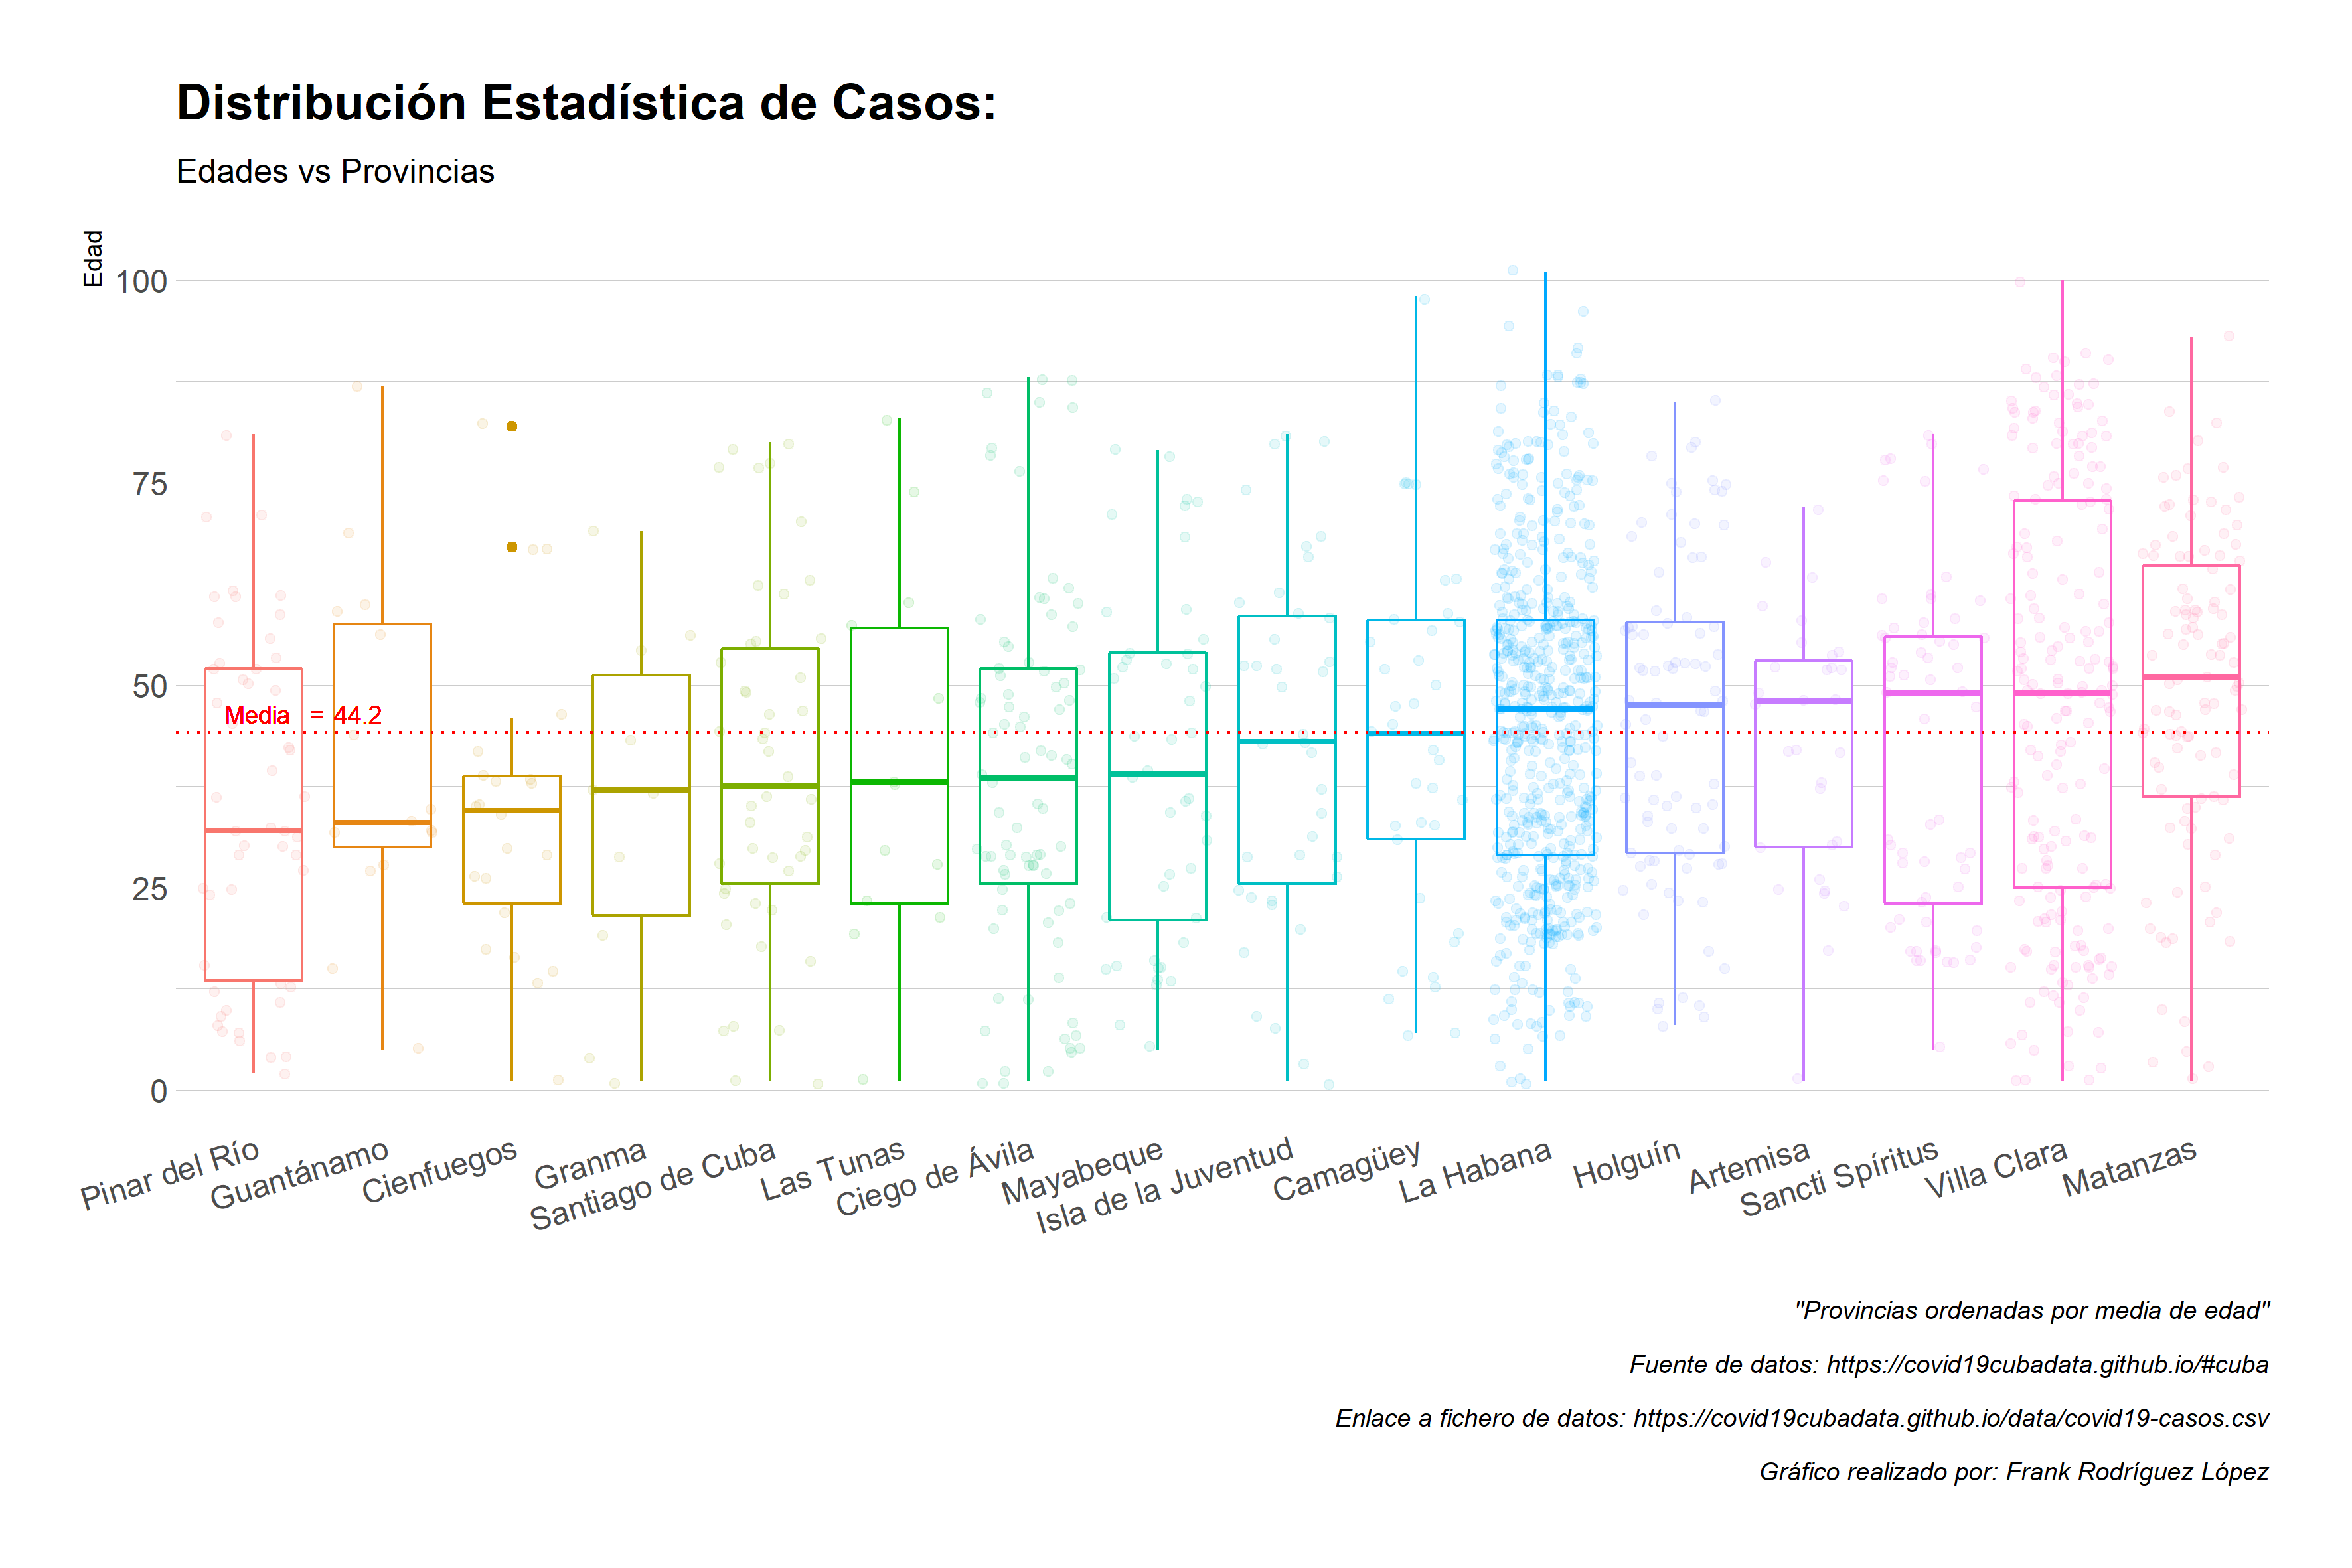 Distribución Estadística de Casos:
Edades vs Provincias
Edad
100
75
50
25
0
Media = 44.2
Pinar del Río
Guantánamo
Cienfuegos
Granma
Santiago de Cuba
Las Tunas
Ciego de Ávila
Mayabeque
Isla de la Juventud
Camagüey
La Habana
Holguín
Artemisa
Sancti Spíritus
Villa Clara
Matanzas
"Provincias ordenadas por media de edad"
Fuente de datos: https://covid19cubadata.github.io/#cuba
Enlace a fichero de datos: https://covid19cubadata.github.io/data/covid19-casos.csv
Gráfico realizado por: Frank Rodríguez López